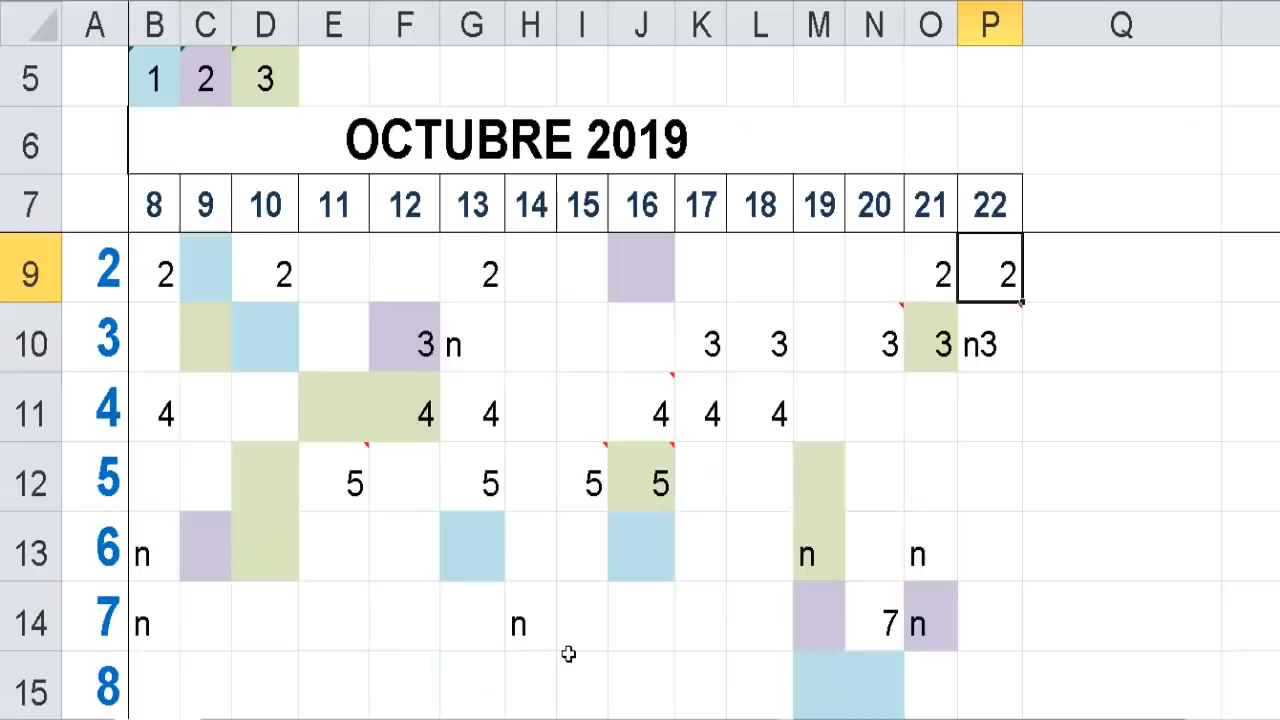 A B C D E F G H I J K L M N O P Q
5 1 2 3
6 OCTUBRE 2019
7 8 9 10 11 12 13 14 15 16 17 18 19 20 21 22
9 2 2 2 2 2 2
10 3 3 n 3 3 3 3 n3
11 4 4 4 4 4 4 4
12 5 5 5 5 5
13 6 n n n
14 7 n n 7 n
15 8